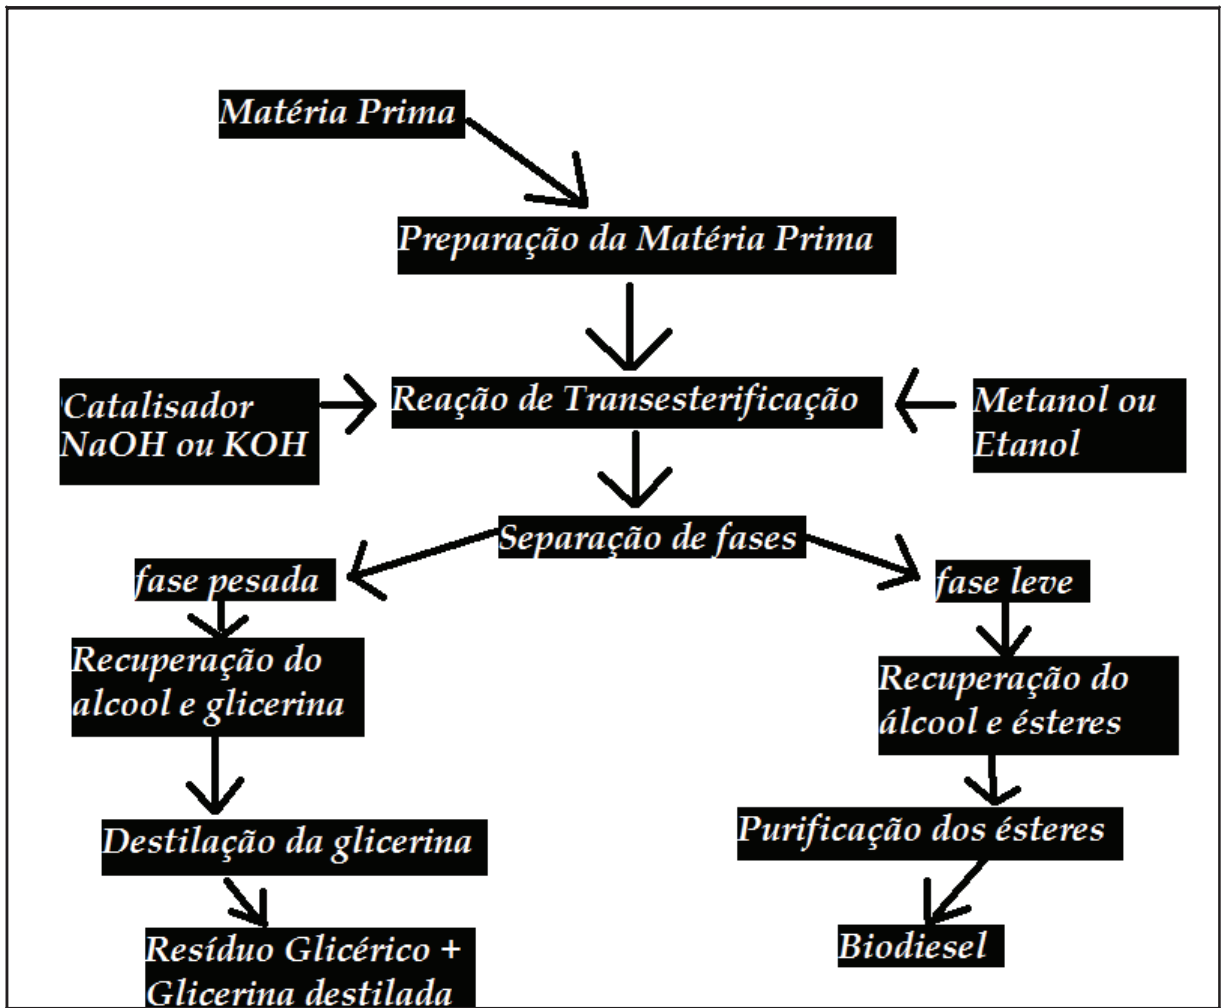 Matéria Prima
Preparação da Matéria Prima
Catalisador
NaOH ou KOH
Reação de Transesterificação
Metanol ou
Etanol
Separação de fases
fase pesada
fase leve
Recuperação do
alcool e glicerina
Recuperação do
álcool e ésteres
Destilação da glicerina
Purificação dos ésteres
Resíduo Glicérico +
Glicerina destilada
Biodiesel